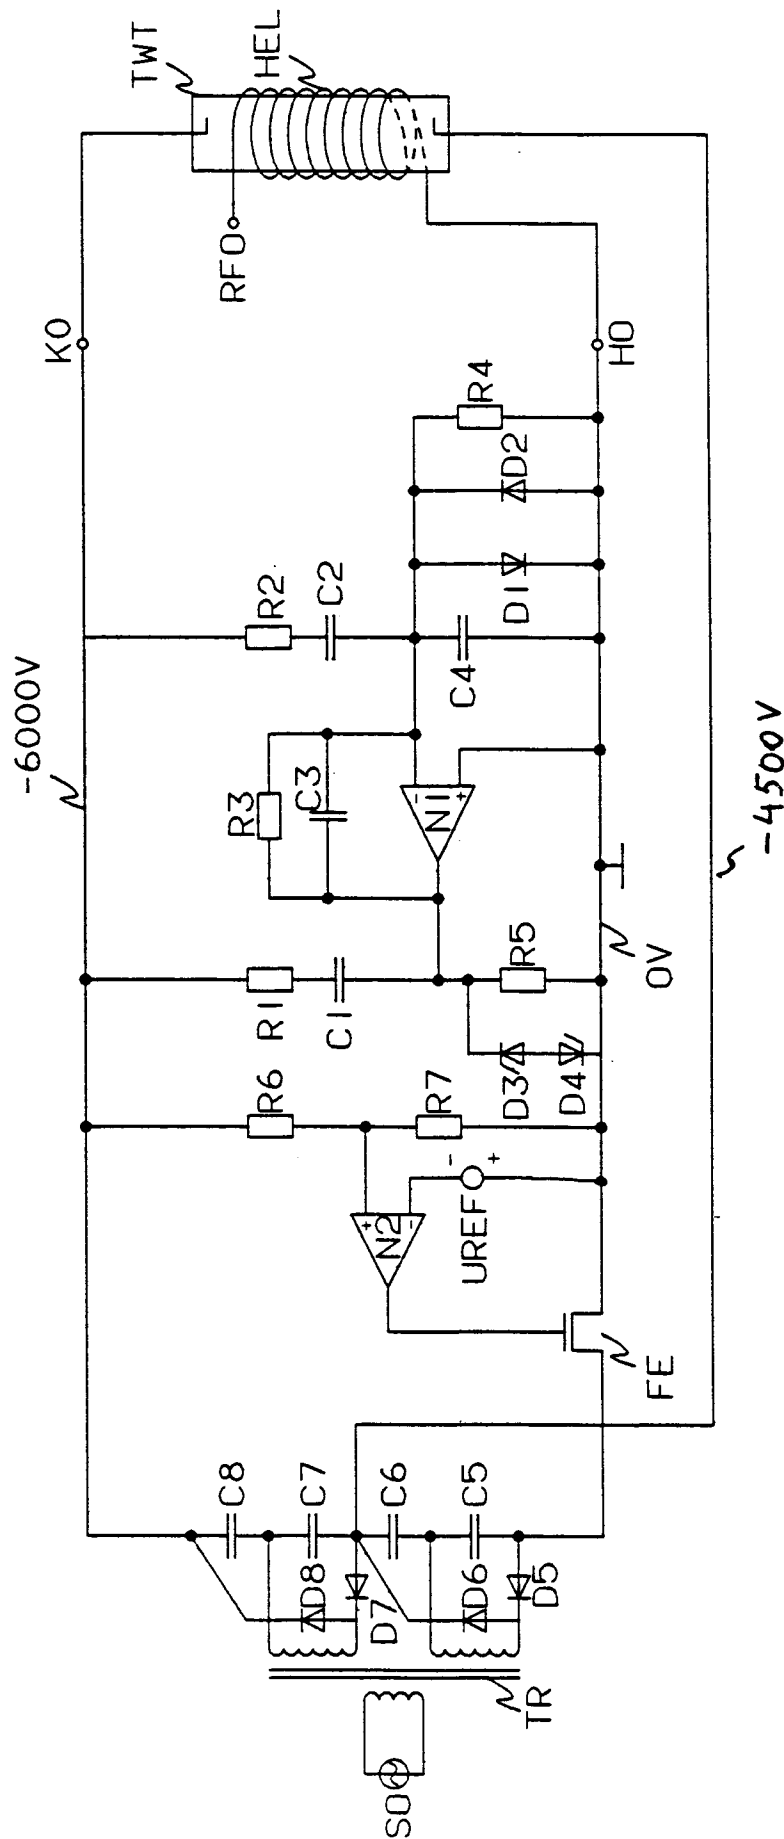 TWT
HEL
RFO
KO
HO
R4
D2
D1
R2
C2
C4
-6000V
R3
C3
-
+
N1
0V
-4500V
R1
C1
R5
D3
D4
R6
R7
+
-
N2
-
+
UREF
FE
C8
C7
C6
C5
D8
D7
D6
D5
TR
SO